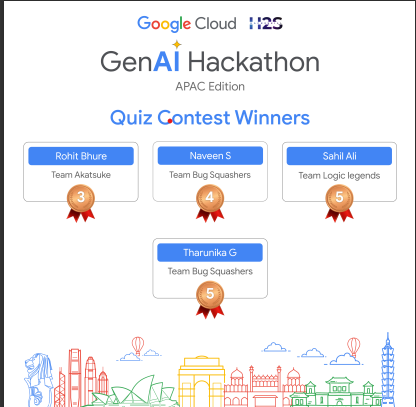 Google Cloud H2S
GenAI Hackathon
APAC Edition
Quiz Contest Winners
Rohit Bhure
Team Akatsuke
3
Naveen S
Team Bug Squashers
4
Sahil Ali
Team Logic legends
5
Tharunika G
Team Bug Squashers
5